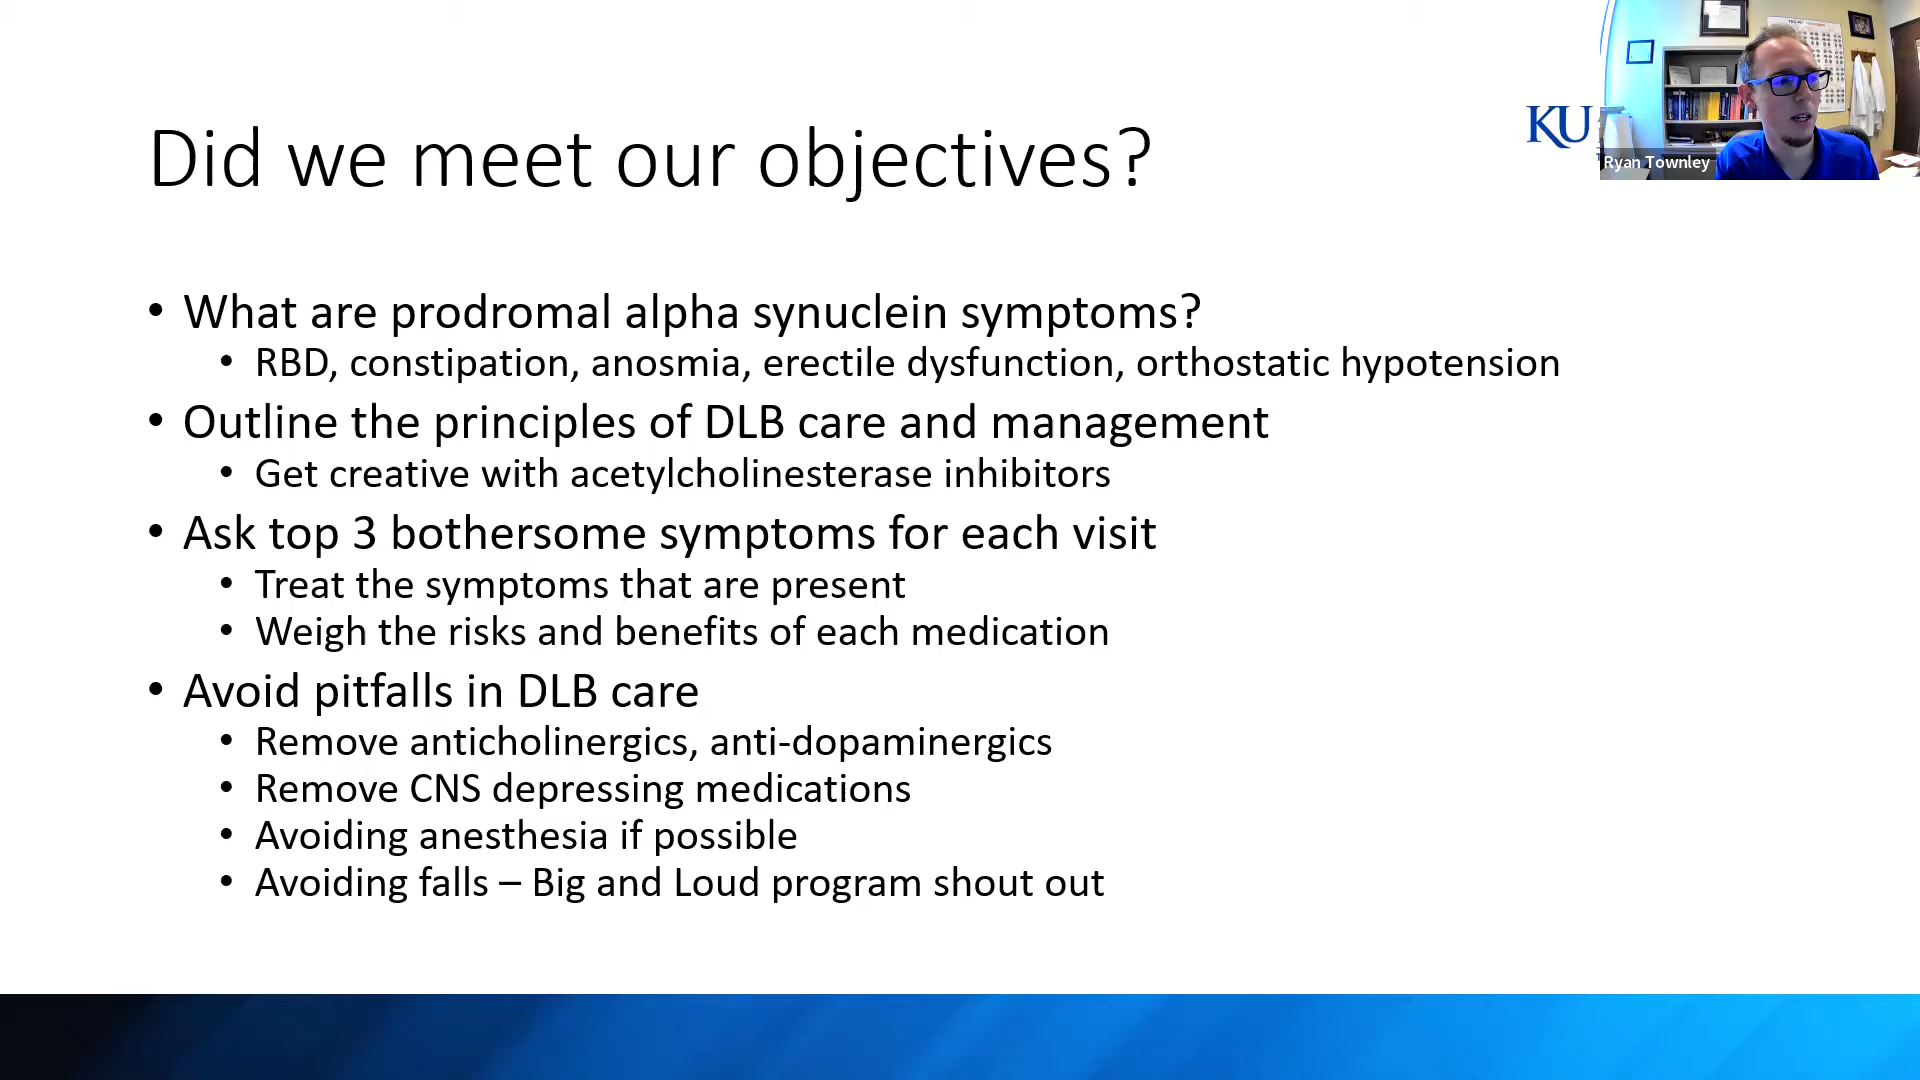 Did we meet our objectives?
KU
Ryan Townley
• What are prodromal alpha synuclein symptoms?
• RBD, constipation, anosmia, erectile dysfunction, orthostatic hypotension
• Outline the principles of DLB care and management
• Get creative with acetylcholinesterase inhibitors
• Ask top 3 bothersome symptoms for each visit
• Treat the symptoms that are present
• Weigh the risks and benefits of each medication
• Avoid pitfalls in DLB care
• Remove anticholinergics, anti-dopaminergics
• Remove CNS depressing medications
• Avoiding anesthesia if possible
• Avoiding falls – Big and Loud program shout out